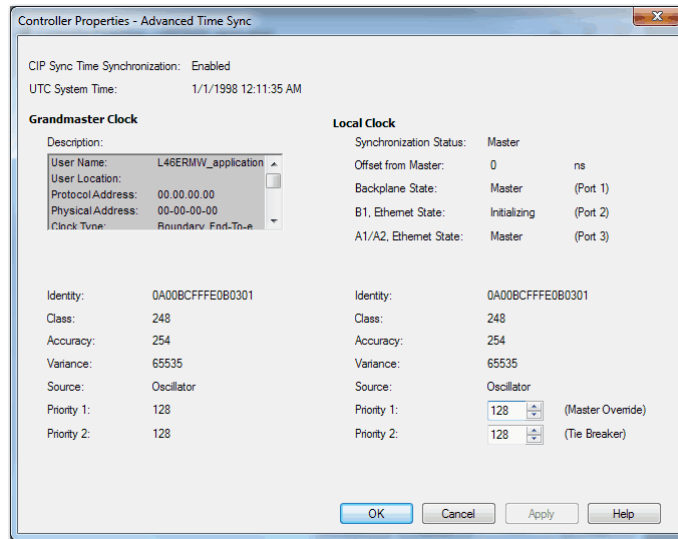 Controller Properties - Advanced Time Sync
CIP Sync Time Synchronization: Enabled
UTC System Time: 1/1/1998 12:11:35 AM
Grandmaster Clock
Description:
User Name: L46ERMW_application
User Location:
Protocol Address: 00.00.00.00
Physical Address: 00-00-00-00
Clock Type: Boundary, End-To-e
Identity: 0A00BCFFFE0B0301
Class: 248
Accuracy: 254
Variance: 65535
Source: Oscillator
Priority 1: 128
Priority 2: 128
Local Clock
Synchronization Status: Master
Offset from Master: 0 ns
Backplane State: Master (Port 1)
B1, Ethernet State: Initializing (Port 2)
A1/A2, Ethernet State: Master (Port 3)
Identity: 0A00BCFFFE0B0301
Class: 248
Accuracy: 254
Variance: 65535
Source: Oscillator
Priority 1: 128 (Master Override)
Priority 2: 128 (Tie Breaker)
OK Cancel Apply Help